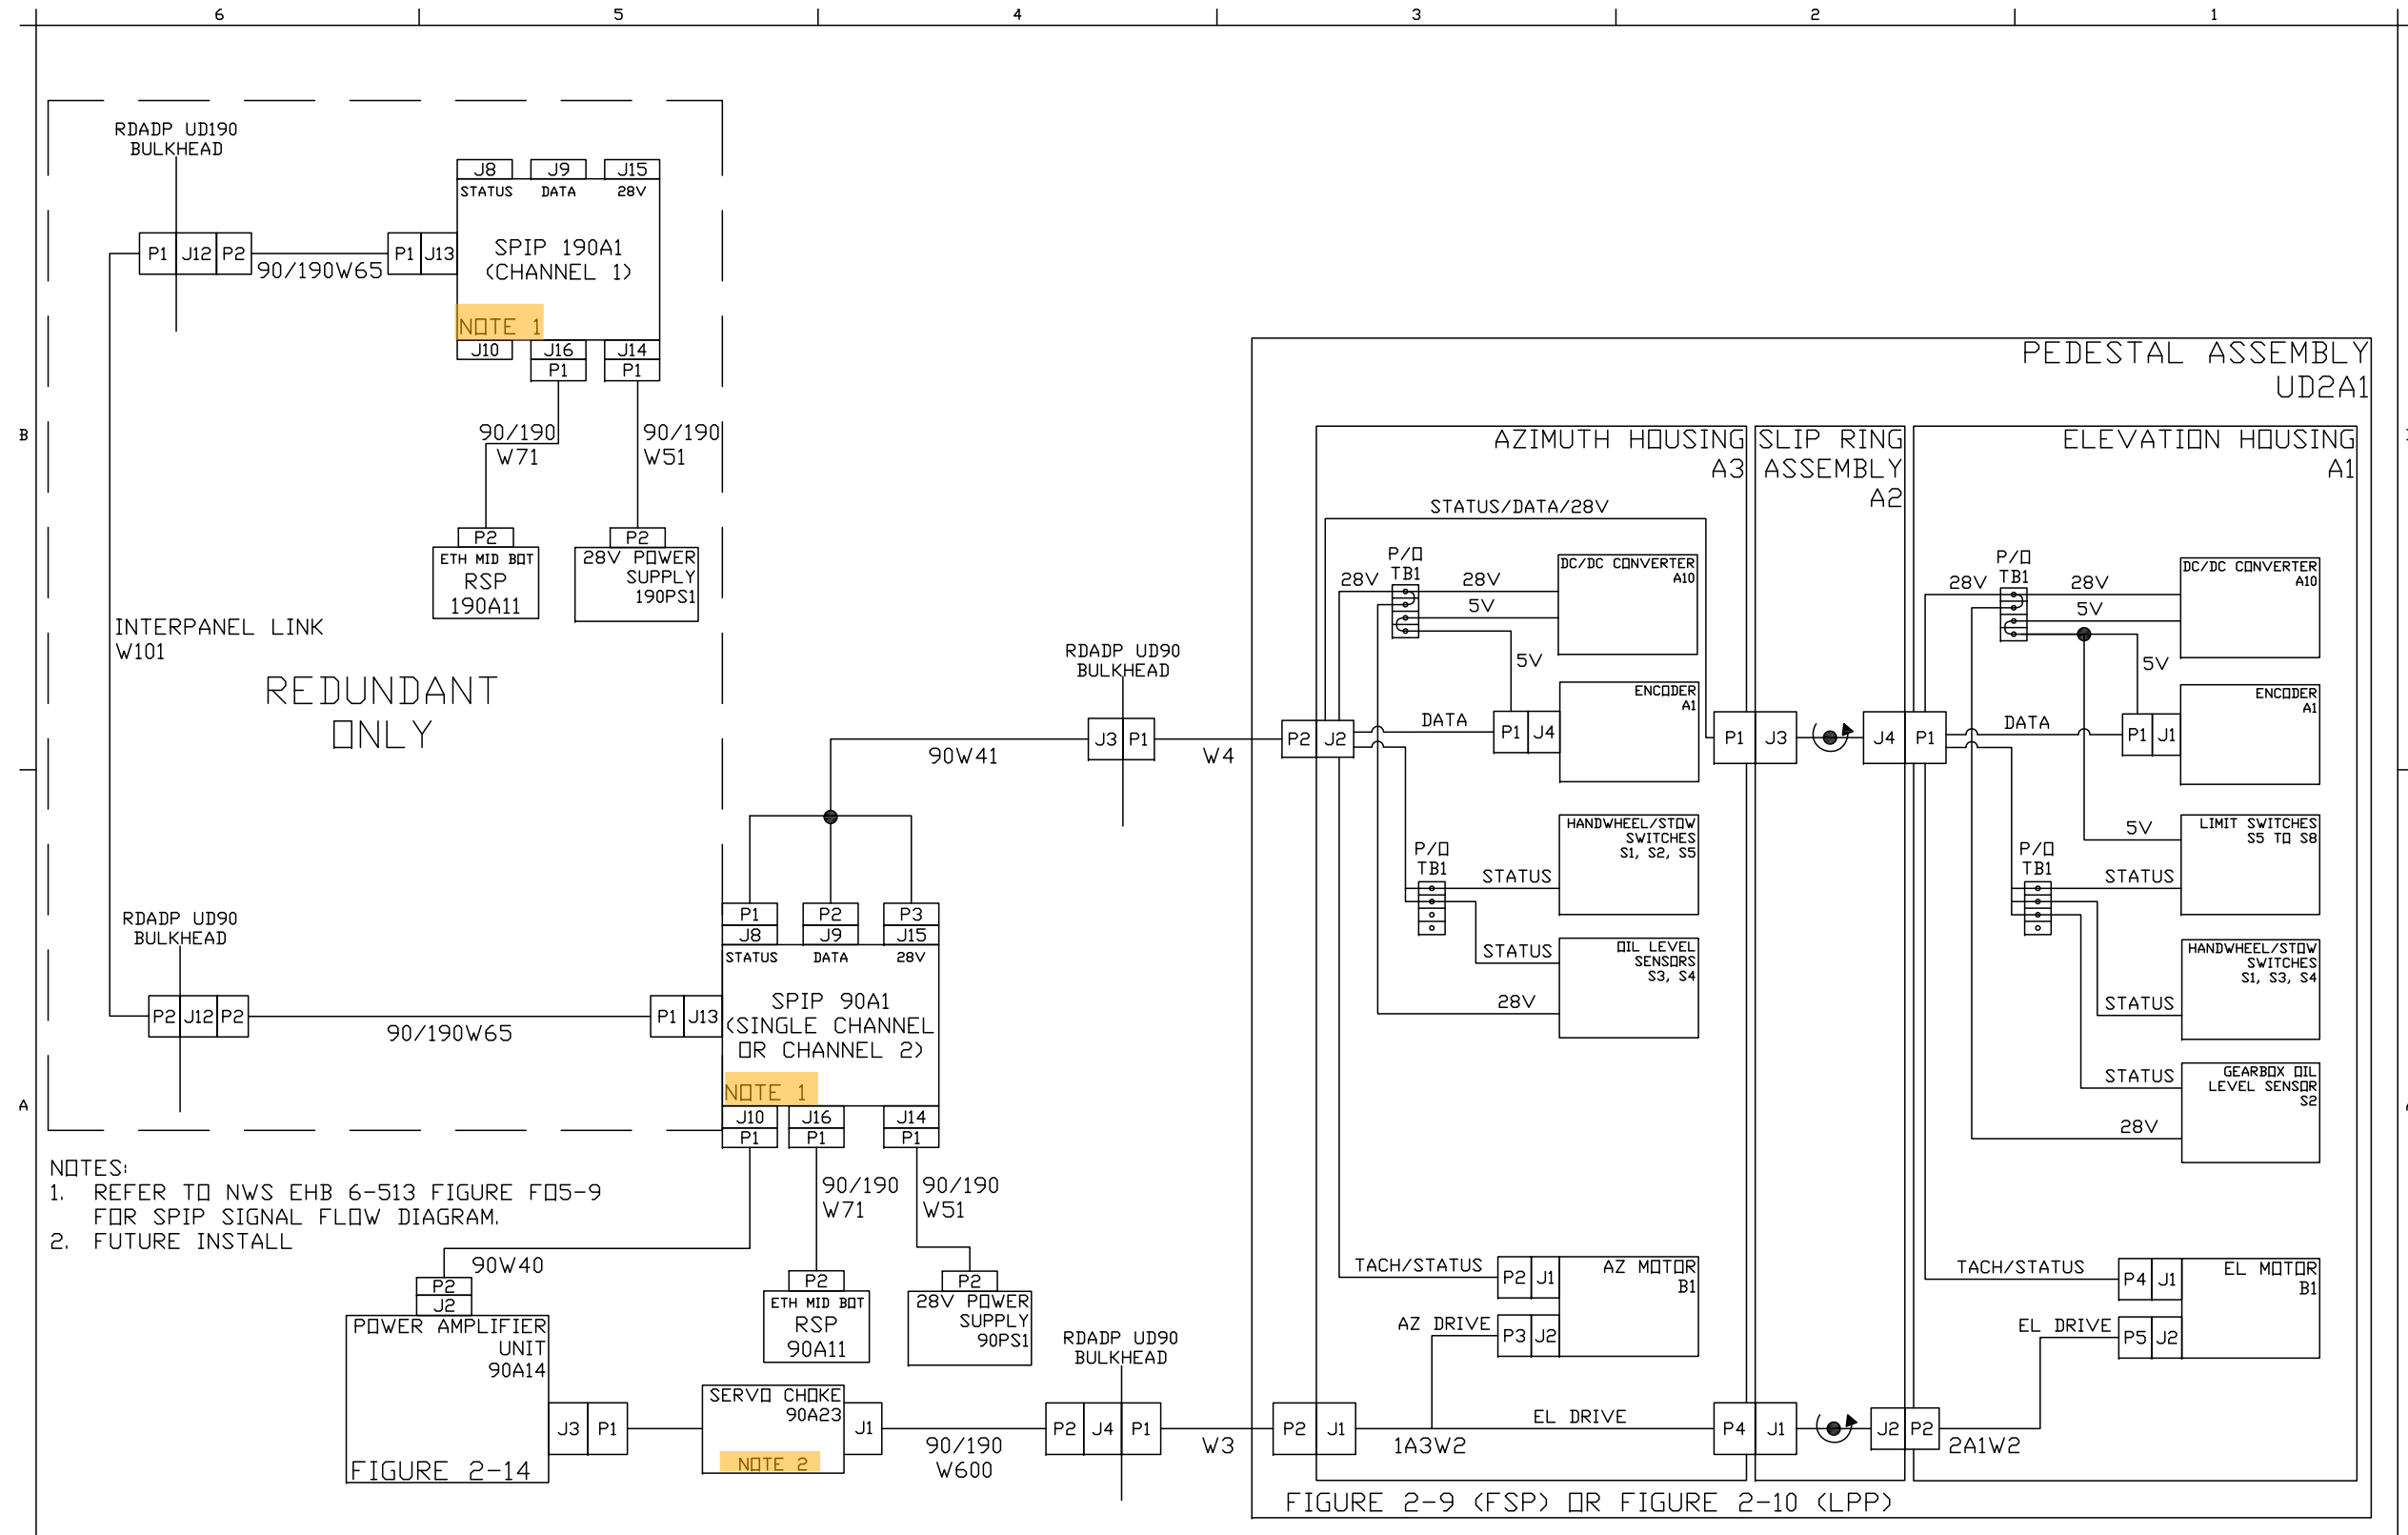 6 5 4 3 2 1
B
A
RDADP UD190
BULKHEAD
J8 J9 J15
STATUS DATA 28V
SPIP 190A1
(CHANNEL 1)
NOTE 1
P1 J12 P2
90/190W65
P1 J13
J10 J16 J14
P1 P1
90/190
W71
90/190
W51
P2
ETH MID BOT
RSP
190A11
P2
28V POWER
SUPPLY
190PS1
INTERPANEL LINK
W101
REDUNDANT
ONLY
RDADP UD90
BULKHEAD
P2 J12 P2
90/190W65
P1 J13
P1 P2 P3
J8 J9 J15
STATUS DATA 28V
SPIP 90A1
(SINGLE CHANNEL
OR CHANNEL 2)
NOTE 1
J10 J16 J14
P1 P1 P1
90W41
RDADP UD90
BULKHEAD
J3 P1
W4
NOTES:
1. REFER TO NWS EHB 6-513 FIGURE FO5-9
FOR SPIP SIGNAL FLOW DIAGRAM.
2. FUTURE INSTALL
90/190
W71
90/190
W51
90W40
P2
J2
POWER AMPLIFIER
UNIT
90A14
FIGURE 2-14
J3 P1
P2
ETH MID BOT
RSP
90A11
P2
28V POWER
SUPPLY
90PS1
SERVO CHOKE
90A23
NOTE 2
J1
90/190
W600
RDADP UD90
BULKHEAD
P2 J4 P1
W3
PEDESTAL ASSEMBLY
UD2A1
AZIMUTH HOUSING
A3
STATUS/DATA/28V
P/O
TB1
28V 28V
5V
5V
DC/DC CONVERTER
A10
P2 J2
DATA
P1 J4
ENCODER
A1
P/O
TB1
STATUS
HANDWHEEL/STOW
SWITCHES
S1, S2, S5
STATUS
28V
OIL LEVEL
SENSORS
S3, S4
TACH/STATUS
P2 J1
AZ MOTOR
B1
AZ DRIVE
P3 J2
P2 J1
1A3W2
EL DRIVE
SLIP RING
ASSEMBLY
A2
P1 J3 J4 P1
P4 J1 J2 P2
ELEVATION HOUSING
A1
P/O
TB1
28V 28V
5V
5V
DC/DC CONVERTER
A10
DATA
P1 J1
ENCODER
A1
5V
LIMIT SWITCHES
S5 TO S8
P/O
TB1
STATUS
STATUS
HANDWHEEL/STOW
SWITCHES
S1, S3, S4
STATUS
28V
GEARBOX OIL
LEVEL SENSOR
S2
TACH/STATUS
P4 J1
EL MOTOR
B1
EL DRIVE
P5 J2
2A1W2
FIGURE 2-9 (FSP) OR FIGURE 2-10 (LPP)